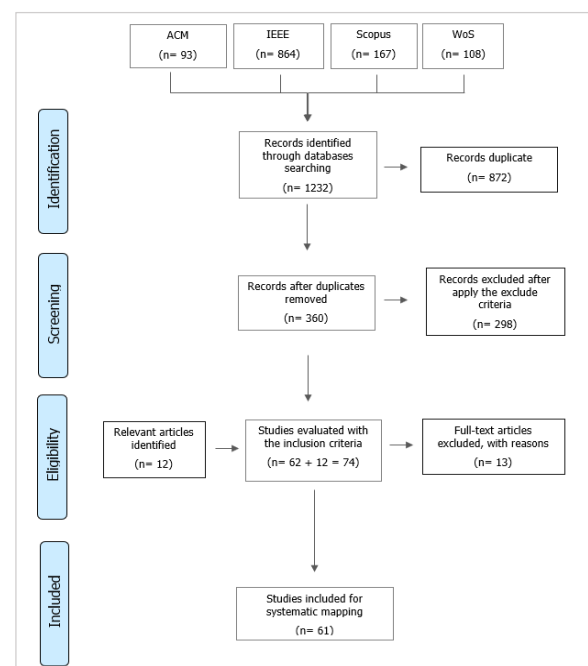 ACM
(n= 93)
IEEE
(n= 864)
Scopus
(n= 167)
WoS
(n= 108)
Identification
Records identified
through databases
searching
(n= 1232)
Records duplicate
(n= 872)
Screening
Records after duplicates
removed
(n= 360)
Records excluded after
apply the exclude
criteria
(n= 298)
Eligibility
Relevant articles
identified
(n= 12)
Studies evaluated with
the inclusion criteria
(n= 62 + 12 = 74)
Full-text articles
excluded, with reasons
(n= 13)
Included
Studies included for
systematic mapping
(n= 61)